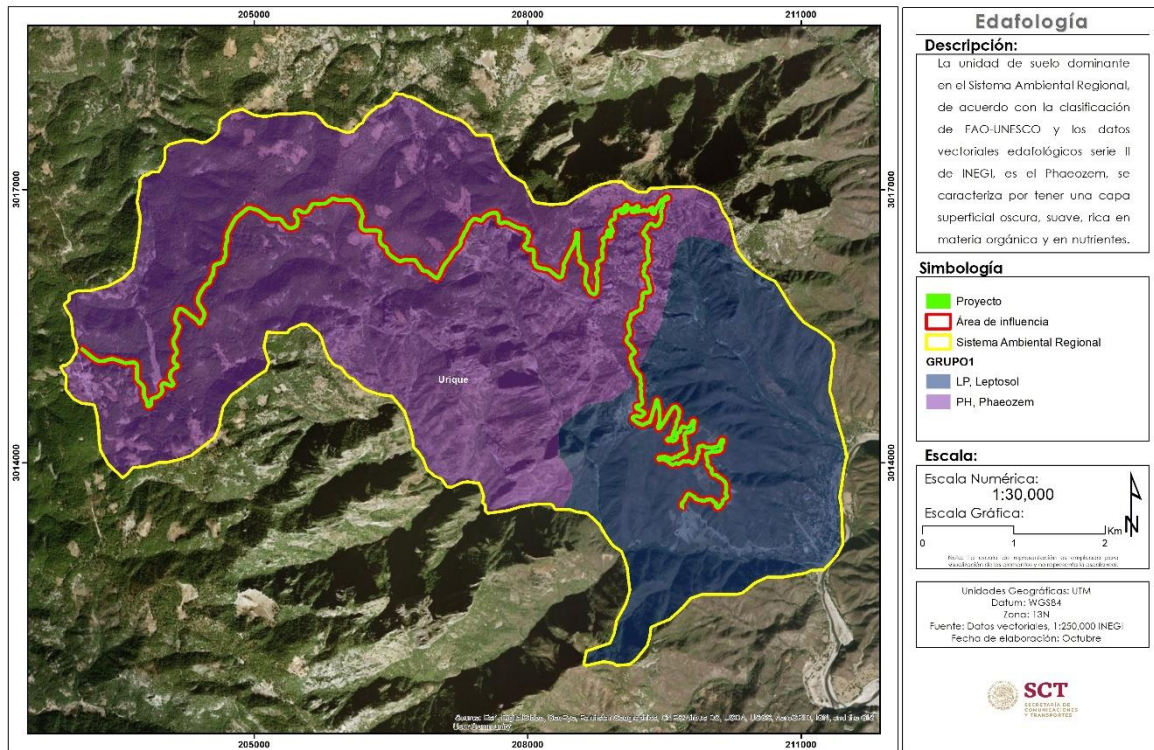 205000
208000
211000
3017000
3014000
Urique
3017000
3014000
205000
208000
211000
Edafología
Descripción:
La unidad de suelo dominante
en el Sistema Ambiental Regional,
de acuerdo con la clasificación
de FAO-UNESCO y los datos
vectoriales edafológicos serie II
de INEGI, es el Phaeozem, se
caracteriza por tener una capa
superficial oscura, suave, rica en
materia orgánica y en nutrientes.
Simbología
Proyecto
Área de influencia
Sistema Ambiental Regional
GRUPO1
LP, Leptosol
PH, Phaeozem
Escala:
Escala Numérica:
1:30,000
Escala Gráfica:
Km
0 1 2
N
Unidades Geográficas: UTM
Datum: WGS84
Zona: 13N
Fuente: Datos vectoriales, 1:250,000 INEGI
Fecha de elaboración: Octubre
SCT
SECRETARÍA DE
COMUNICACIONES
Y TRANSPORTES